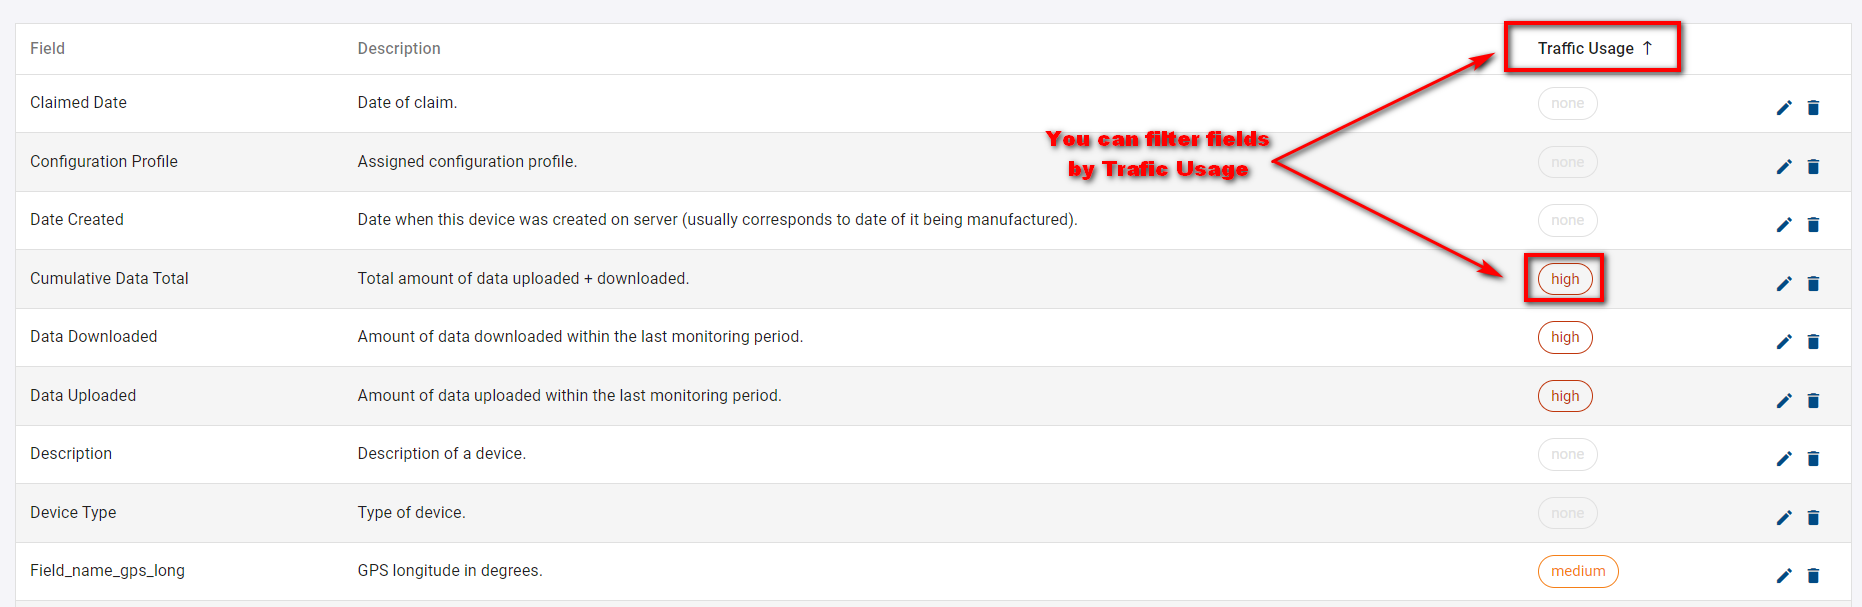 Field Description Traffic Usage ↑
Claimed Date Date of claim. none
You can filter fields
by Trafic Usage
Configuration Profile Assigned configuration profile. none
Date Created Date when this device was created on server (usually corresponds to date of it being manufactured). none
Cumulative Data Total Total amount of data uploaded + downloaded. high
Data Downloaded Amount of data downloaded within the last monitoring period. high
Data Uploaded Amount of data uploaded within the last monitoring period. high
Description Description of a device. none
Device Type Type of device. none
Field_name_gps_long GPS longitude in degrees. medium